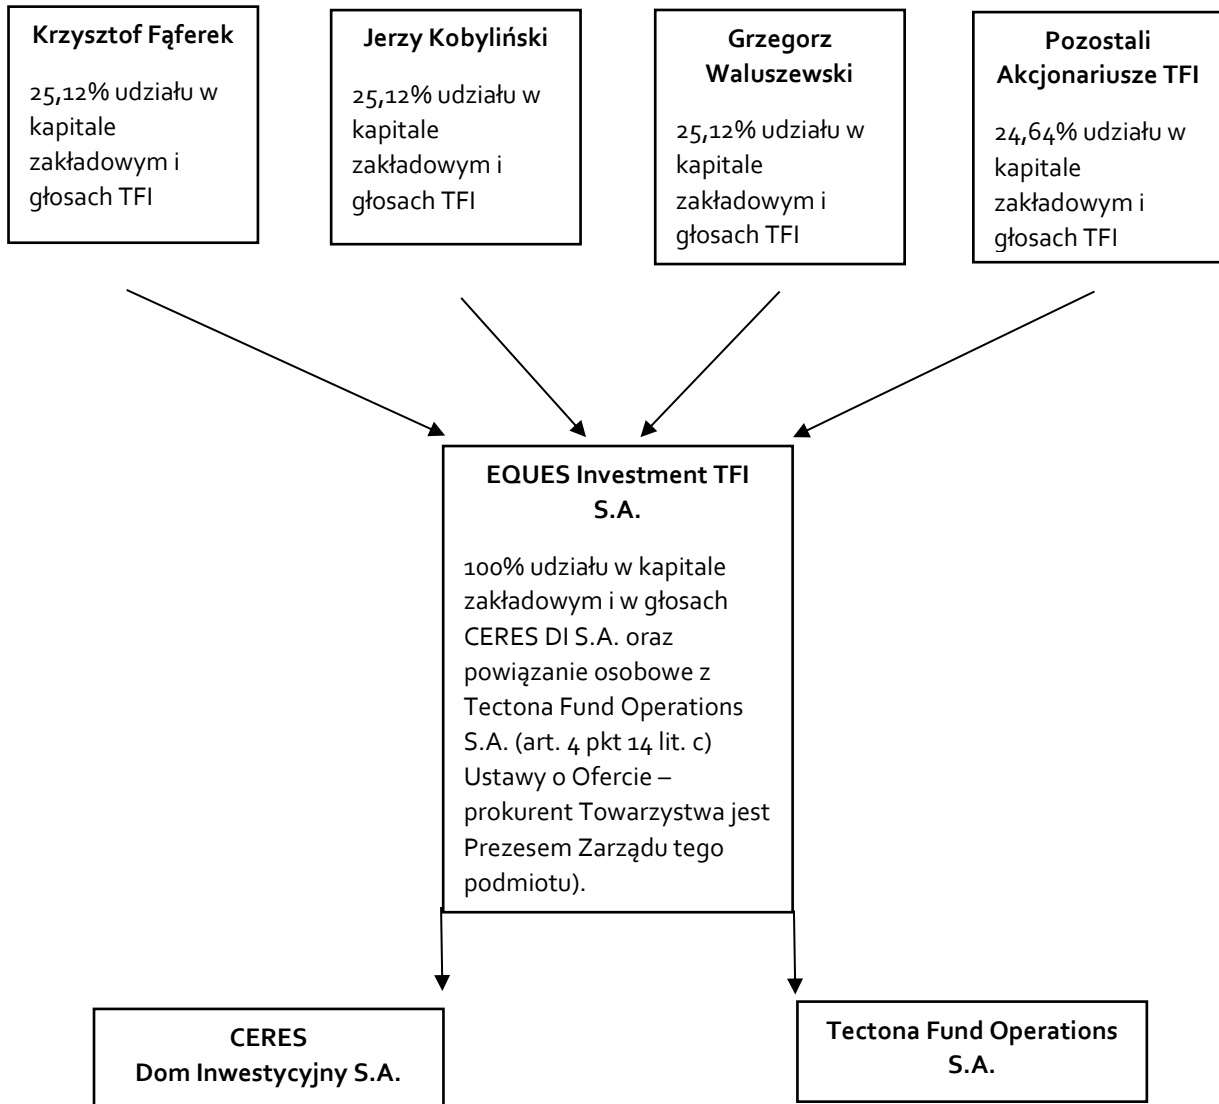 Krzysztof Fąferek
25,12% udziału w
kapitale
zakładowym i
głosach TFI
Jerzy Kobyliński
25,12% udziału w
kapitale
zakładowym i
głosach TFI
Grzegorz
Waluszewski
25,12% udziału w
kapitale
zakładowym i
głosach TFI
Pozostali
Akcjonariusze TFI
24,64% udziału w
kapitale
zakładowym i
głosach TFI
EQUES Investment TFI
S.A.
100% udziału w kapitale
zakładowym i w głosach
CERES DI S.A. oraz
powiązanie osobowe z
Tectona Fund Operations
S.A. (art. 4 pkt 14 lit. c)
Ustawy o Ofercie –
prokurent Towarzystwa jest
Prezesem Zarządu tego
podmiotu).
CERES
Dom Inwestycyjny S.A.
Tectona Fund Operations
S.A.